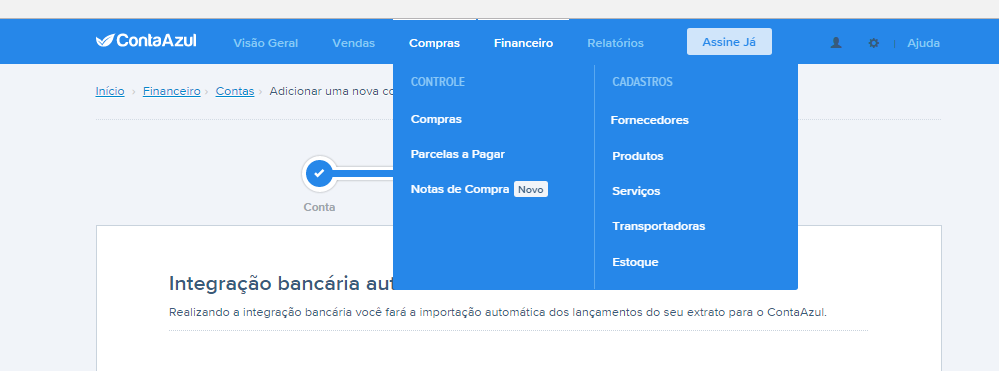 ContaAzul Visão Geral Vendas Compras Financeiro Relatórios Assine Já | Ajuda
Início › Financeiro › Contas › Adicionar uma nova co
CONTROLE
Compras
Parcelas a Pagar
Notas de Compra Novo
CADASTROS
Fornecedores
Produtos
Serviços
Transportadoras
Estoque
Conta
Integração bancária au
Realizando a integração bancária você fará a importação automática dos lançamentos do seu extrato para o ContaAzul.